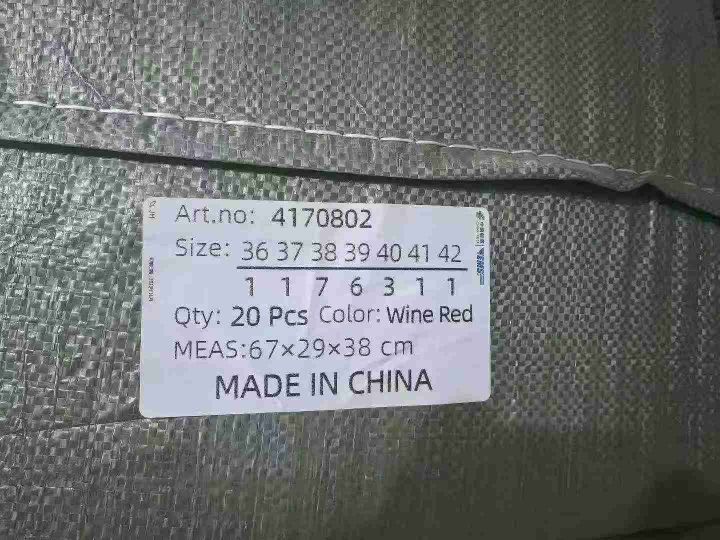 Art.no: 4170802
Size: 36 37 38 39 40 41 42
1 1 7 6 3 1 1
Qty: 20 Pcs Color: Wine Red
MEAS:67×29×38 cm
MADE IN CHINA